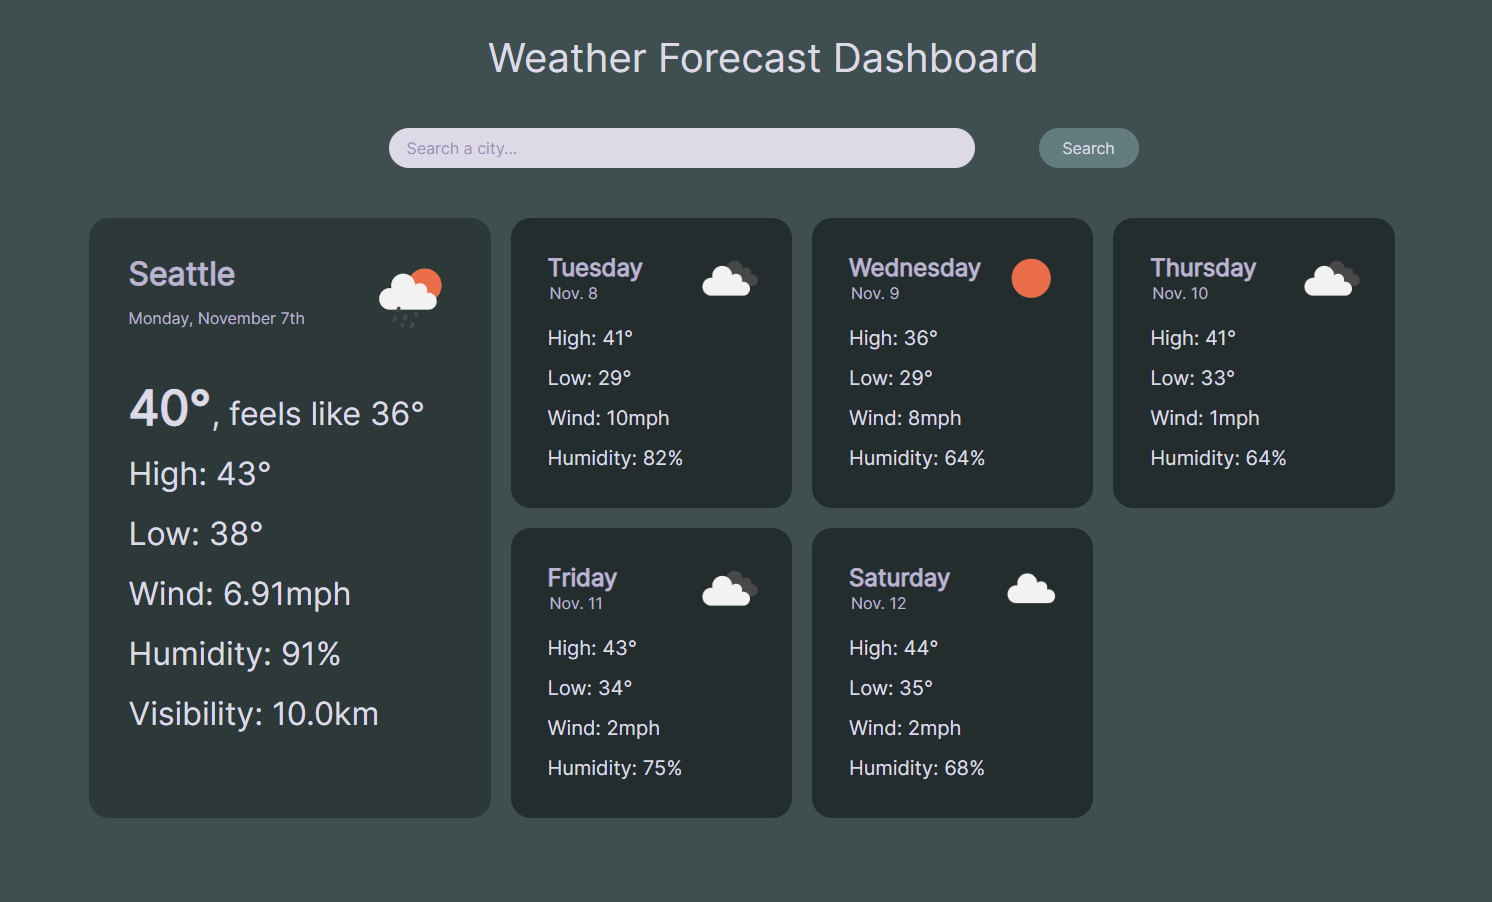 Weather Forecast Dashboard
Search a city...
Search
Seattle
Monday, November 7th
40°, feels like 36°
High: 43°
Low: 38°
Wind: 6.91mph
Humidity: 91%
Visibility: 10.0km
Tuesday
Nov. 8
High: 41°
Low: 29°
Wind: 10mph
Humidity: 82%
Wednesday
Nov. 9
High: 36°
Low: 29°
Wind: 8mph
Humidity: 64%
Thursday
Nov. 10
High: 41°
Low: 33°
Wind: 1mph
Humidity: 64%
Friday
Nov. 11
High: 43°
Low: 34°
Wind: 2mph
Humidity: 75%
Saturday
Nov. 12
High: 44°
Low: 35°
Wind: 2mph
Humidity: 68%